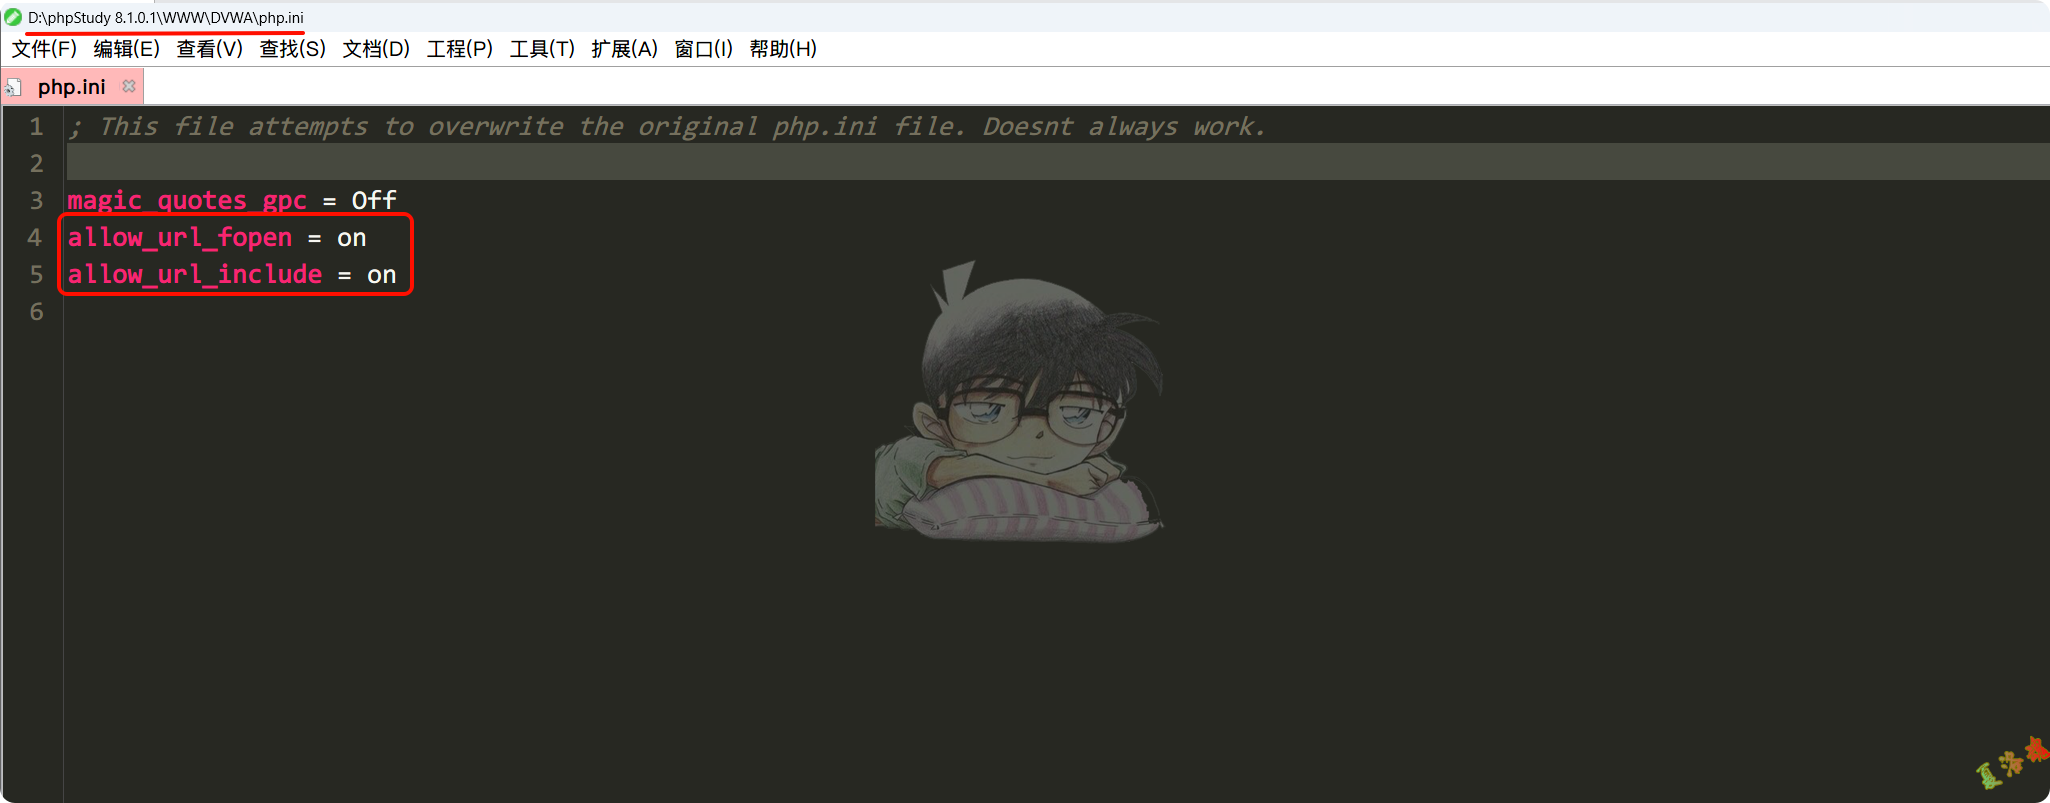 D:\phpStudy 8.1.0.1\WWW\DVWA\php.ini
文件(F) 编辑(E) 查看(V) 查找(S) 文档(D) 工程(P) 工具(T) 扩展(A) 窗口(I) 帮助(H)
php.ini
1 ; This file attempts to overwrite the original php.ini file. Doesnt always work.
2
3 magic_quotes_gpc = Off
4 allow_url_fopen = on
5 allow_url_include = on
6